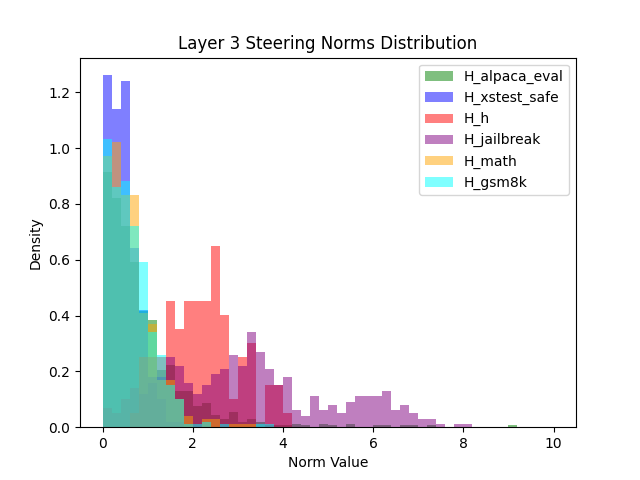 Layer 3 Steering Norms Distribution
H_alpaca_eval
H_xstest_safe
H_h
H_jailbreak
H_math
H_gsm8k
Density
1.2
1.0
0.8
0.6
0.4
0.2
0.0
0 2 4 6 8 10
Norm Value